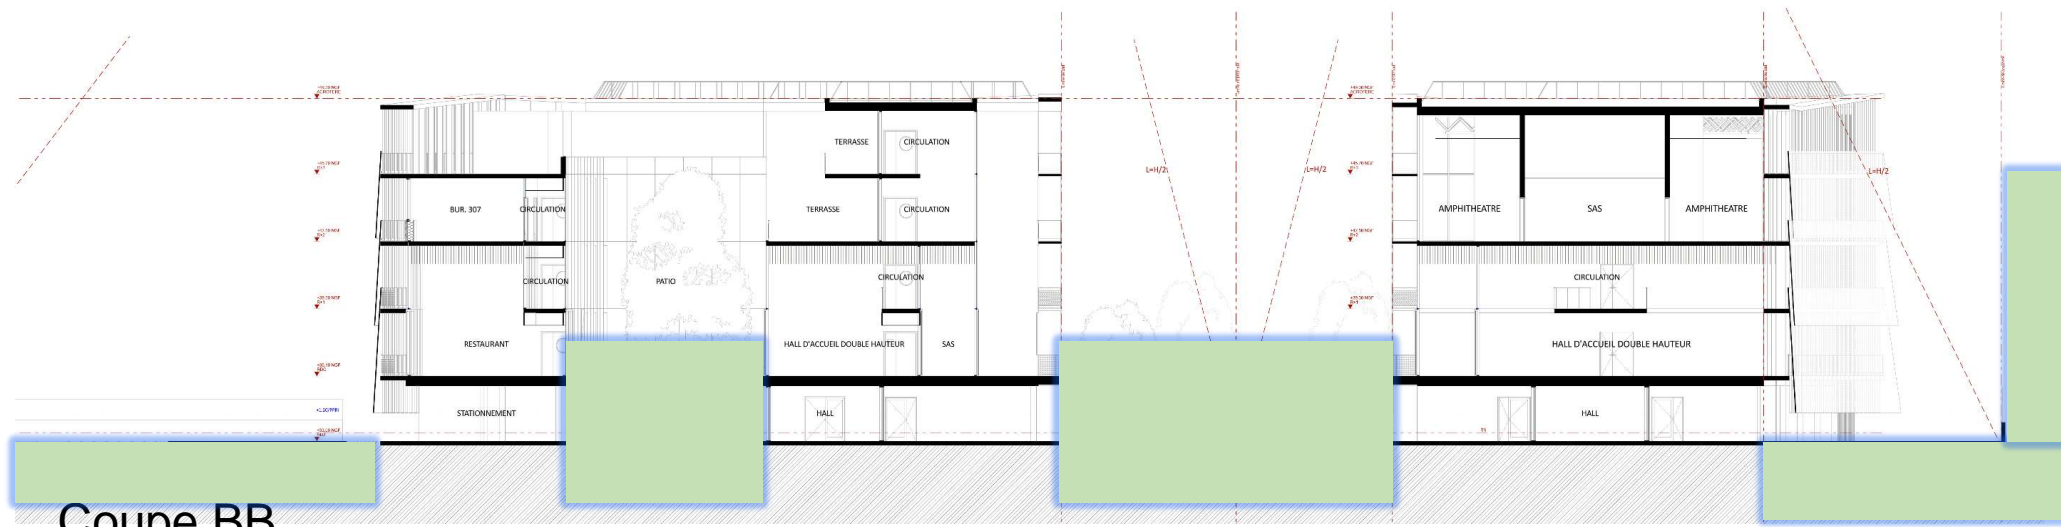 TERRASSE
CIRCULATION
L=H/2
L=H/2
L=H/2
BUR. 307
CIRCULATION
TERRASSE
CIRCULATION
AMPHITHEATRE
SAS
AMPHITHEATRE
CIRCULATION
PATIO
CIRCULATION
CIRCULATION
RESTAURANT
HALL D'ACCUEIL DOUBLE HAUTEUR
SAS
HALL D'ACCUEIL DOUBLE HAUTEUR
STATIONNEMENT
HALL
HALL
Coupe BB